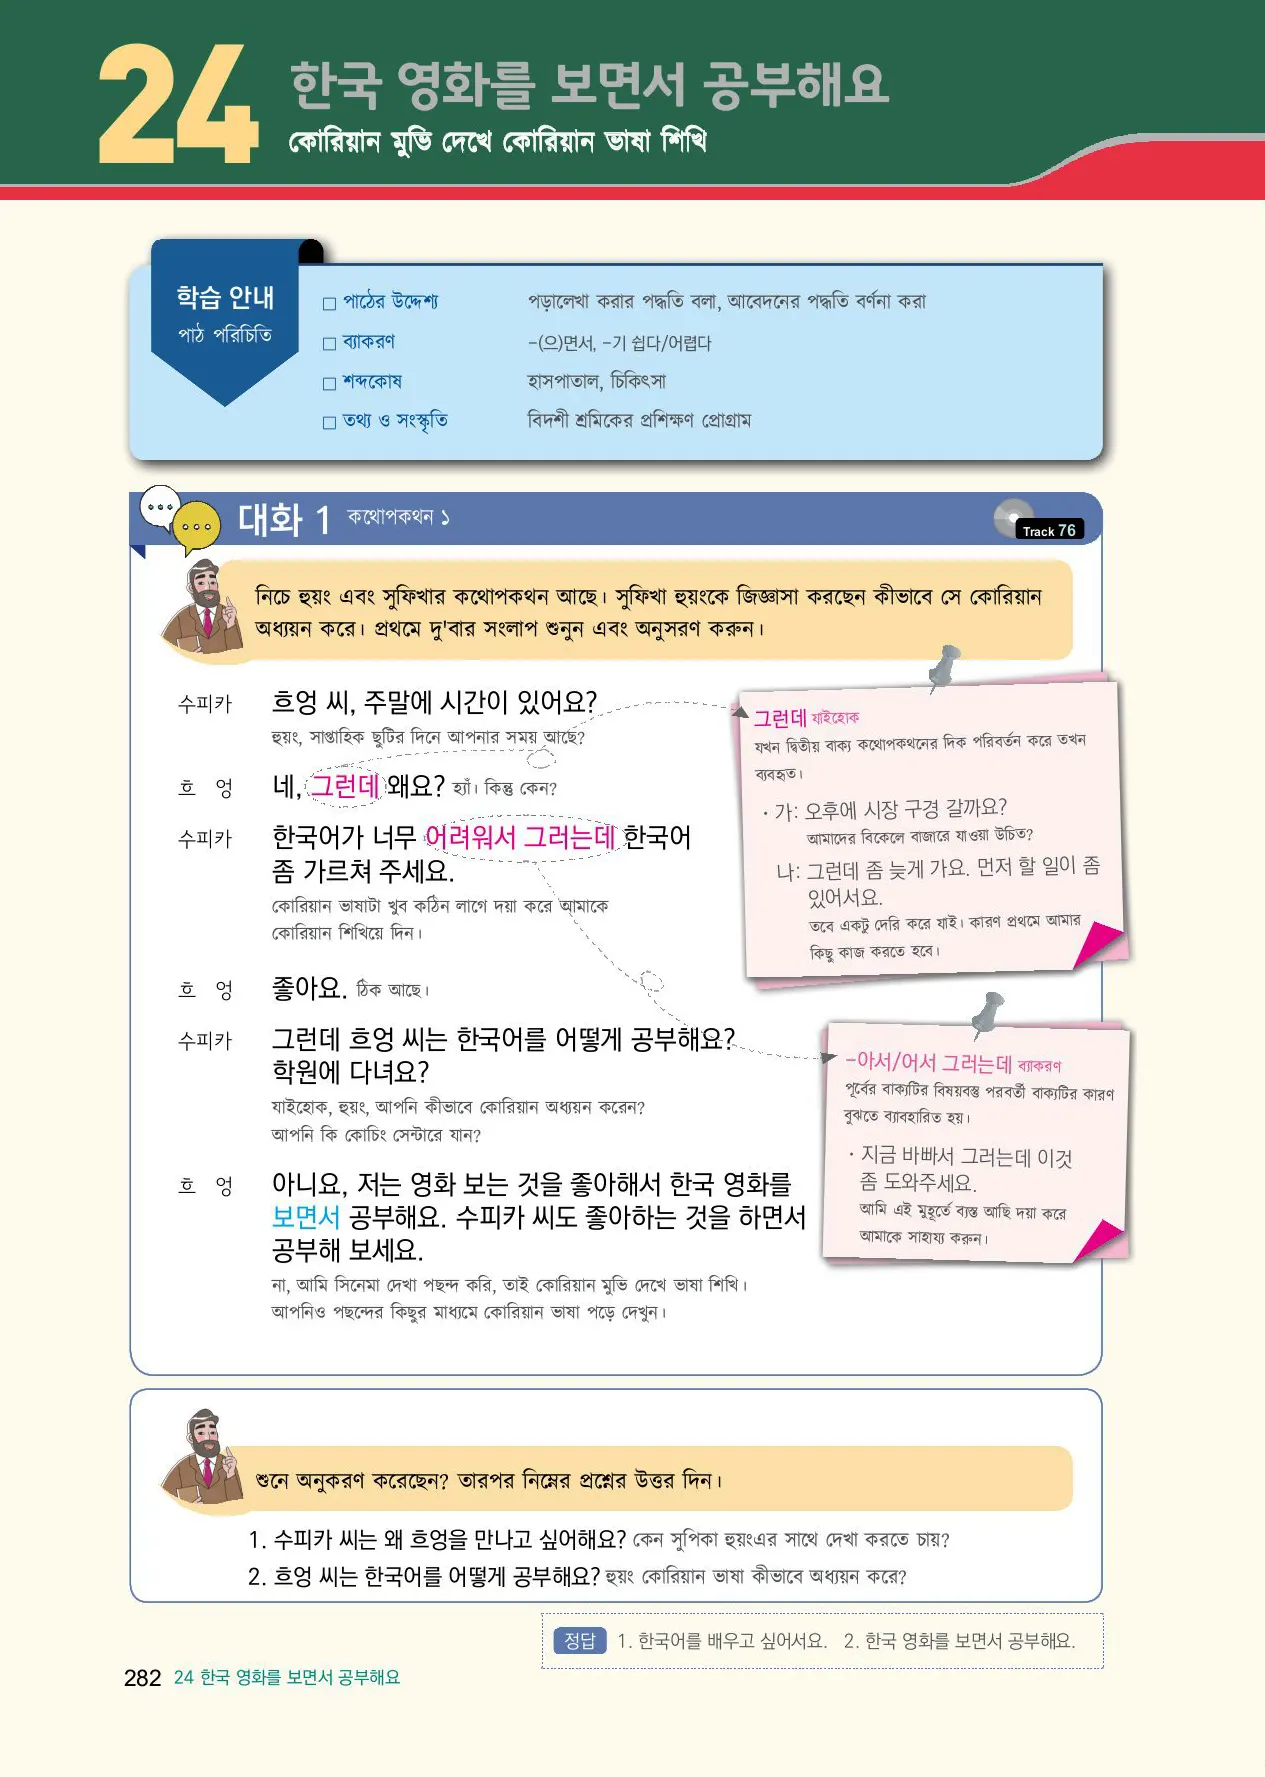 24
한국 영화를 보면서 공부해요
কোরিয়ান মুভি দেখে কোরিয়ান ভাষা শিখি
학습 안내
পাঠ পরিচিতি
□ পাঠের উদ্দেশ্য পড়ালেখা করার পদ্ধতি বলা, আবেদনের পদ্ধতি বর্ণনা করা
□ ব্যাকরণ -(으)면서, -기 쉽다/어렵다
□ শব্দকোষ হাসপাতাল, চিকিৎসা
□ তথ্য ও সংস্কৃতি বিদশী শ্রমিকের প্রশিক্ষণ প্রোগ্রাম
대화 1 কথোপকথন ১
Track 76
নিচে হুয়ং এবং সুফিখার কথোপকথন আছে। সুফিখা হুয়ংকে জিজ্ঞাসা করছেন কীভাবে সে কোরিয়ান
অধ্যয়ন করে। প্রথমে দু'বার সংলাপ শুনুন এবং অনুসরণ করুন।
수피카 흐엉 씨, 주말에 시간이 있어요?
হুয়ং, সাপ্তাহিক ছুটির দিনে আপনার সময় আছে?
흐 엉 네, 그런데 왜요? হ্যাঁ। কিন্তু কেন?
수피카 한국어가 너무 어려워서 그러는데 한국어
좀 가르쳐 주세요.
কোরিয়ান ভাষাটা খুব কঠিন লাগে দয়া করে আমাকে
কোরিয়ান শিখিয়ে দিন।
흐 엉 좋아요. ঠিক আছে।
수피카 그런데 흐엉 씨는 한국어를 어떻게 공부해요?
학원에 다녀요?
যাইহোক, হুয়ং, আপনি কীভাবে কোরিয়ান অধ্যয়ন করেন?
আপনি কি কোচিং সেন্টারে যান?
흐 엉 아니요, 저는 영화 보는 것을 좋아해서 한국 영화를
보면서 공부해요. 수피카 씨도 좋아하는 것을 하면서
공부해 보세요.
না, আমি সিনেমা দেখা পছন্দ করি, তাই কোরিয়ান মুভি দেখে ভাষা শিখি।
আপনিও পছন্দের কিছুর মাধ্যমে কোরিয়ান ভাষা পড়ে দেখুন।
그런데 যাইহোক
যখন দ্বিতীয় বাক্য কথোপকথনের দিক পরিবর্তন করে তখন
ব্যবহৃত।
· 가: 오후에 시장 구경 갈까요?
আমাদের বিকেলে বাজারে যাওয়া উচিত?
나: 그런데 좀 늦게 가요. 먼저 할 일이 좀
있어서요.
তবে একটু দেরি করে যাই। কারণ প্রথমে আমার
কিছু কাজ করতে হবে।
-아서/어서 그러는데 ব্যাকরণ
পূর্বের বাক্যটির বিষয়বস্তু পরবর্তী বাক্যটির কারণ
বুঝতে ব্যাবহারিত হয়।
· 지금 바빠서 그러는데 이것
좀 도와주세요.
আমি এই মুহূর্তে ব্যস্ত আছি দয়া করে
আমাকে সাহায্য করুন।
শুনে অনুকরণ করেছেন? তারপর নিম্নের প্রশ্নের উত্তর দিন।
1. 수피카 씨는 왜 흐엉을 만나고 싶어해요? কেন সুপিকা হুয়ংএর সাথে দেখা করতে চায়?
2. 흐엉 씨는 한국어를 어떻게 공부해요? হুয়ং কোরিয়ান ভাষা কীভাবে অধ্যয়ন করে?
정답 1. 한국어를 배우고 싶어서요. 2. 한국 영화를 보면서 공부해요.
282 24 한국 영화를 보면서 공부해요